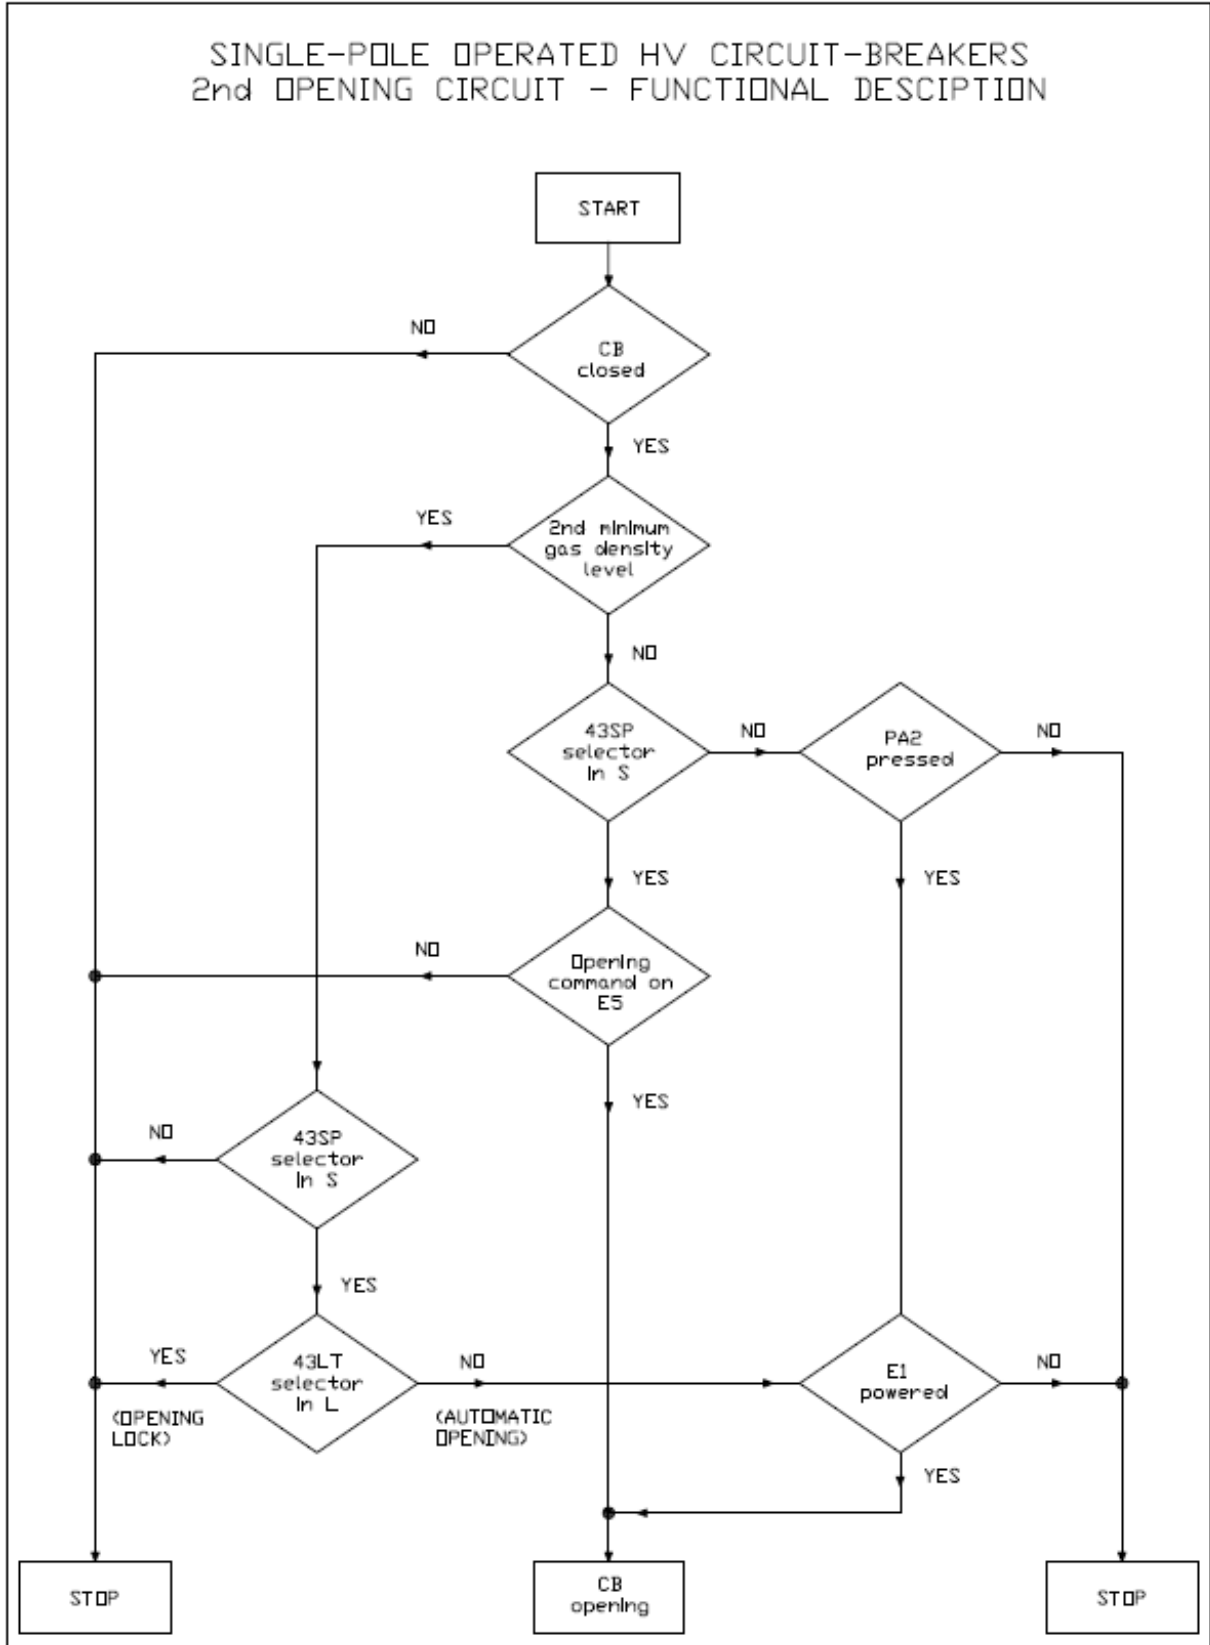 SINGLE-POLE OPERATED HV CIRCUIT-BREAKERS
2nd OPENING CIRCUIT - FUNCTIONAL DESCIPTION
START
NO
CB
closed
YES
YES
2nd minimum
gas density
level
NO
43SP
selector
in S
NO
PA2
pressed
NO
YES
YES
NO
Opening
command on
E5
YES
NO
43SP
selector
in S
YES
YES
43LT
selector
in L
NO
E1
powered
NO
(OPENING
LOCK)
(AUTOMATIC
OPENING)
YES
STOP
CB
opening
STOP